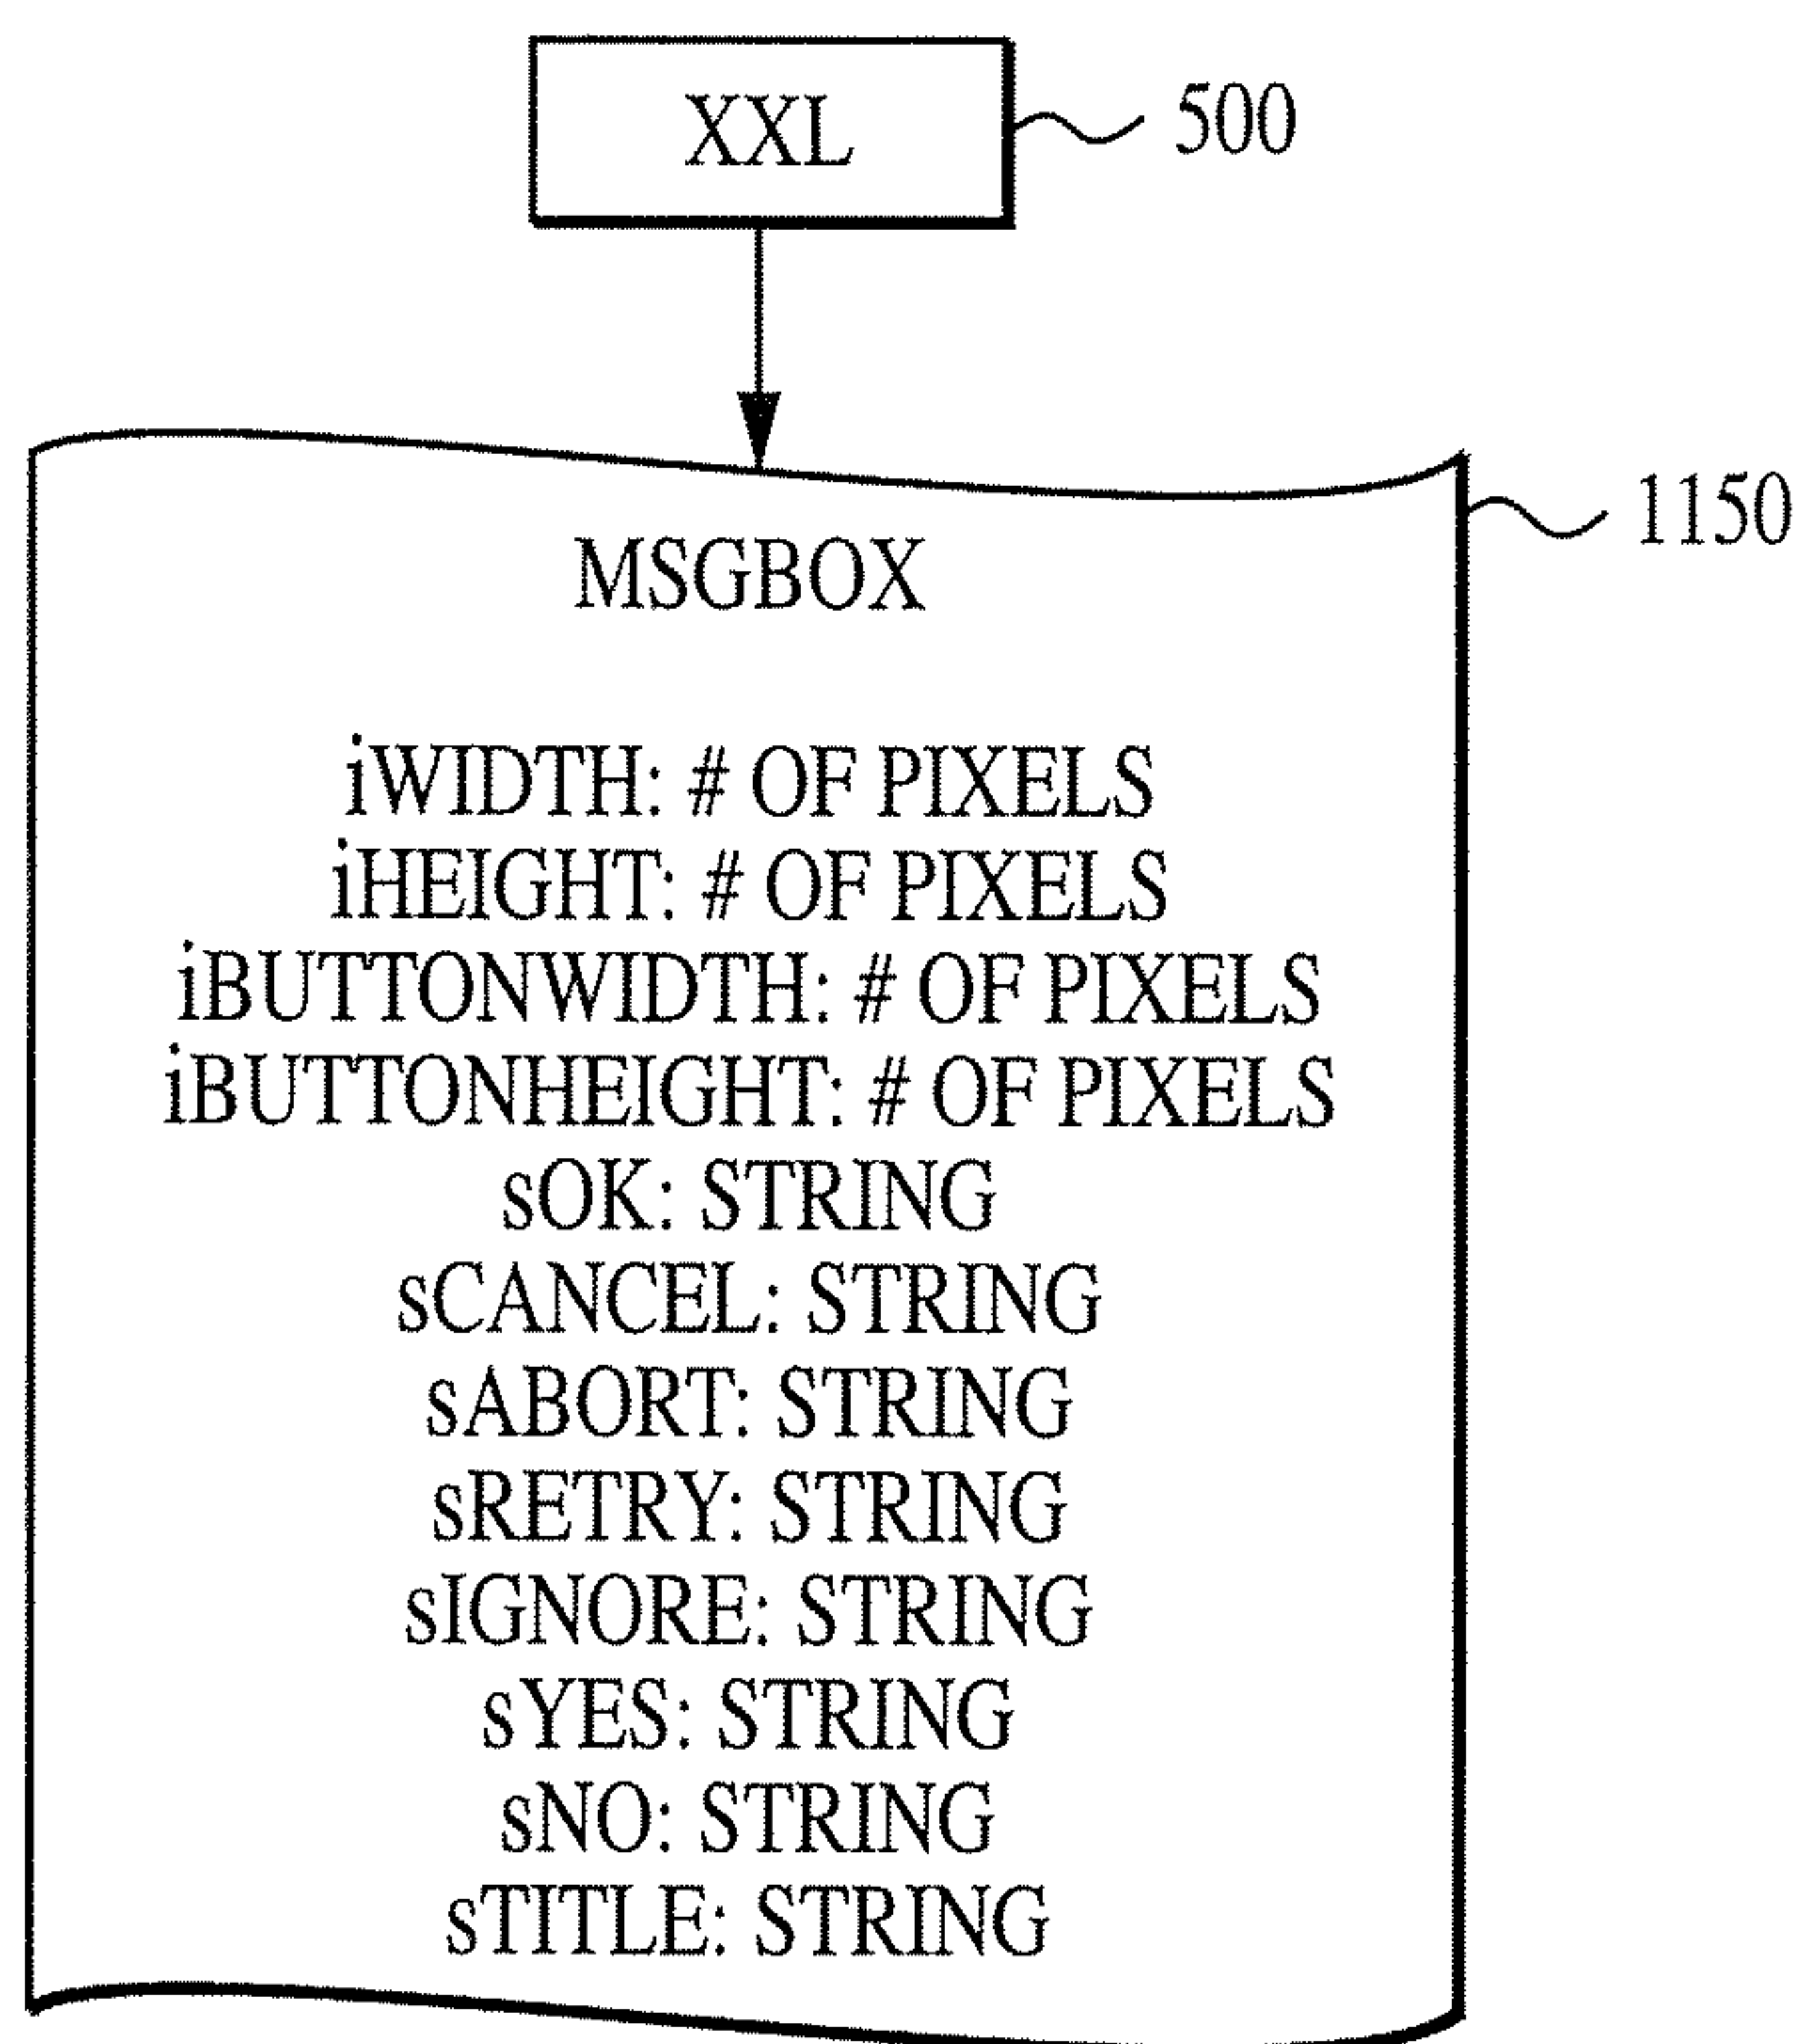 XXL
500
1150
MSGBOX
iWIDTH: # OF PIXELS
iHEIGHT: # OF PIXELS
iBUTTONWIDTH: # OF PIXELS
iBUTTONHEIGHT: # OF PIXELS
sOK: STRING
sCANCEL: STRING
sABORT: STRING
sRETRY: STRING
sIGNORE: STRING
sYES: STRING
sNO: STRING
sTITLE: STRING